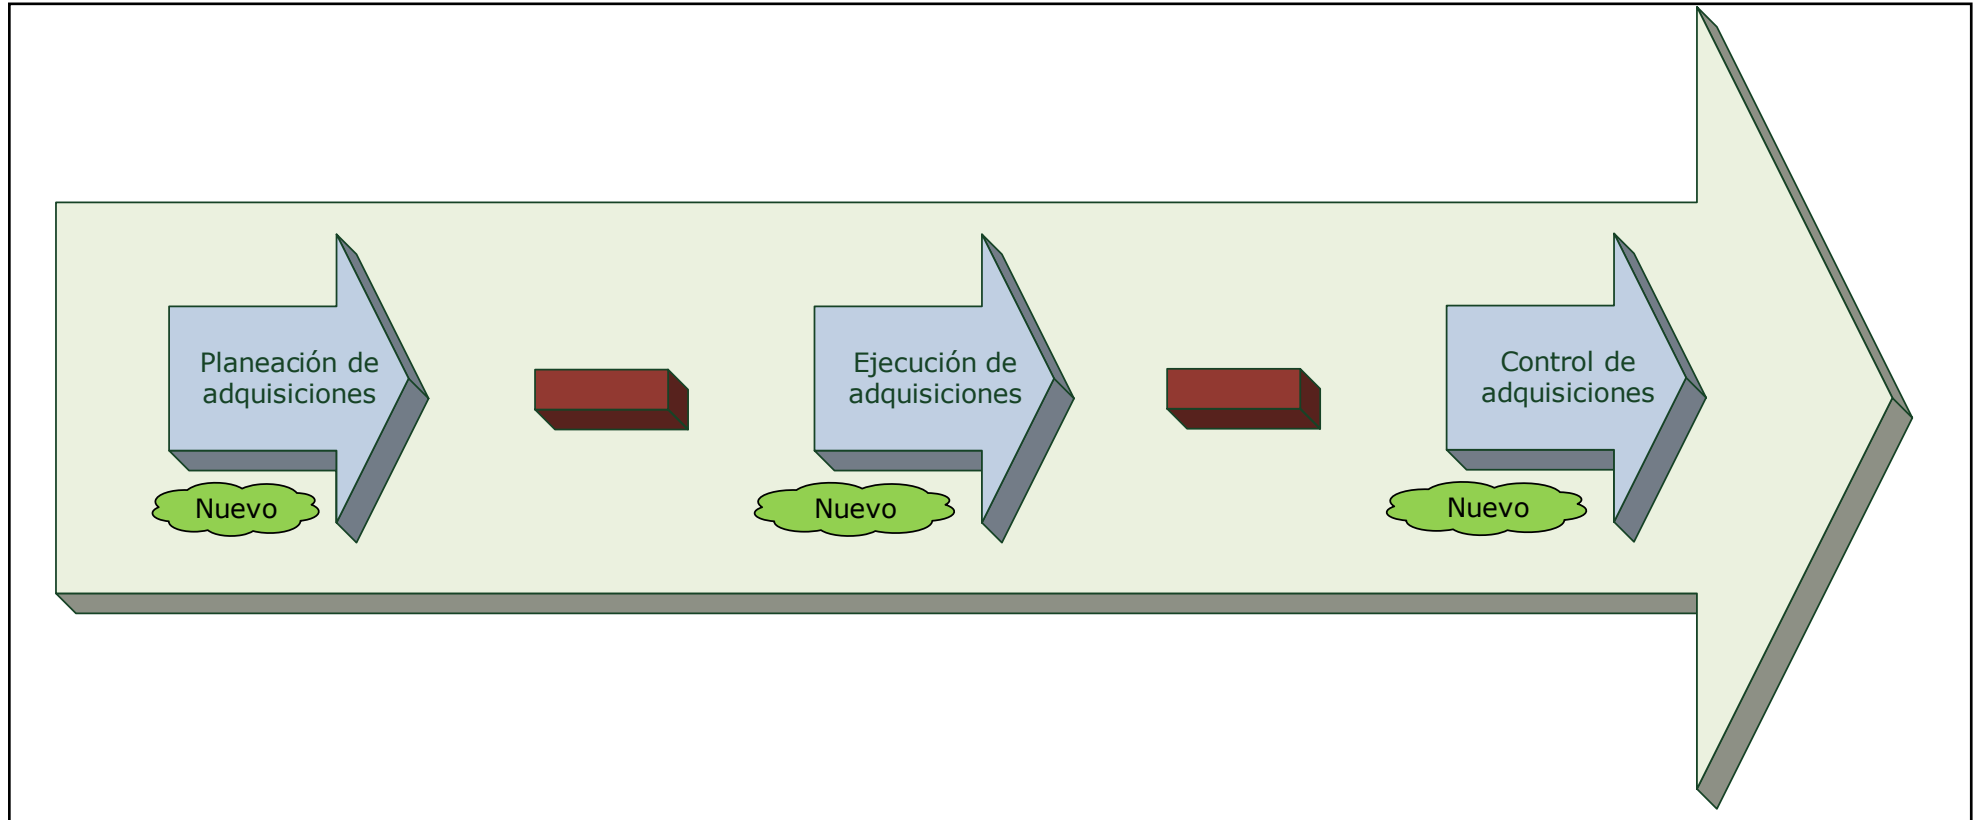 Planeación de
adquisiciones
Nuevo
Ejecución de
adquisiciones
Nuevo
Control de
adquisiciones
Nuevo